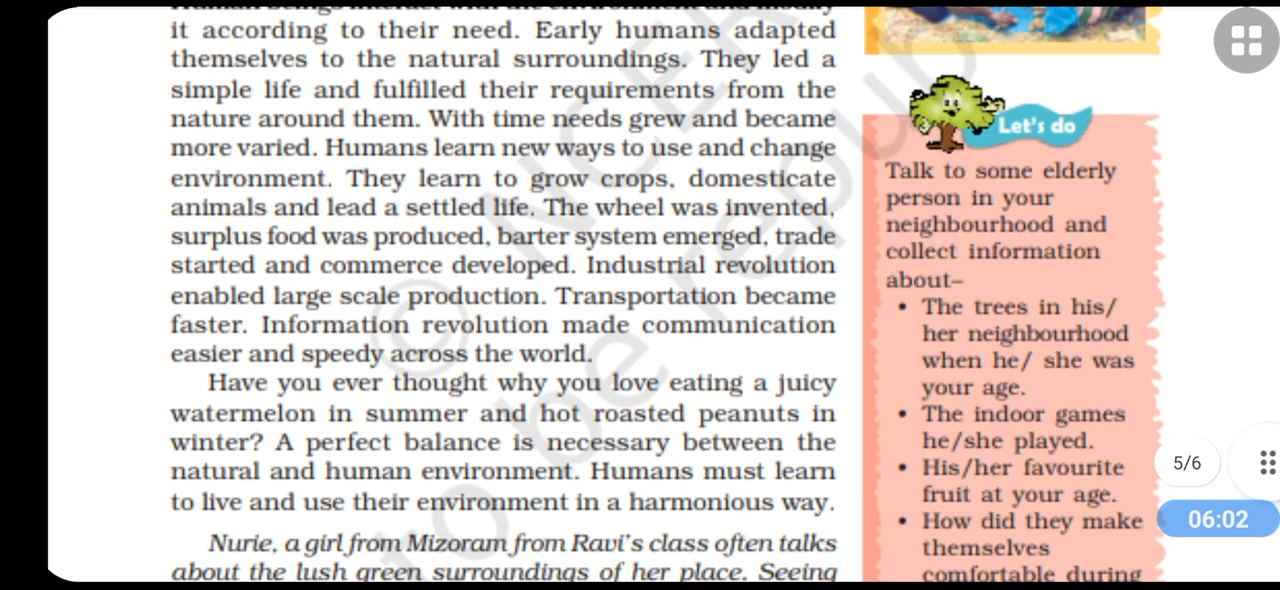 it according to their need. Early humans adapted
themselves to the natural surroundings. They led a
simple life and fulfilled their requirements from the
nature around them. With time needs grew and became
more varied. Humans learn new ways to use and change
environment. They learn to grow crops, domesticate
animals and lead a settled life. The wheel was invented,
surplus food was produced, barter system emerged, trade
started and commerce developed. Industrial revolution
enabled large scale production. Transportation became
faster. Information revolution made communication
easier and speedy across the world.
Have you ever thought why you love eating a juicy
watermelon in summer and hot roasted peanuts in
winter? A perfect balance is necessary between the
natural and human environment. Humans must learn
to live and use their environment in a harmonious way.
Nurie, a girl from Mizoram from Ravi's class often talks
about the lush green surroundings of her place. Seeing
Let's do
Talk to some elderly
person in your
neighbourhood and
collect information
about–
• The trees in his/
her neighbourhood
when he/ she was
your age.
• The indoor games
he/she played.
• His/her favourite
fruit at your age.
• How did they make
themselves
comfortable during
5/6
06:02